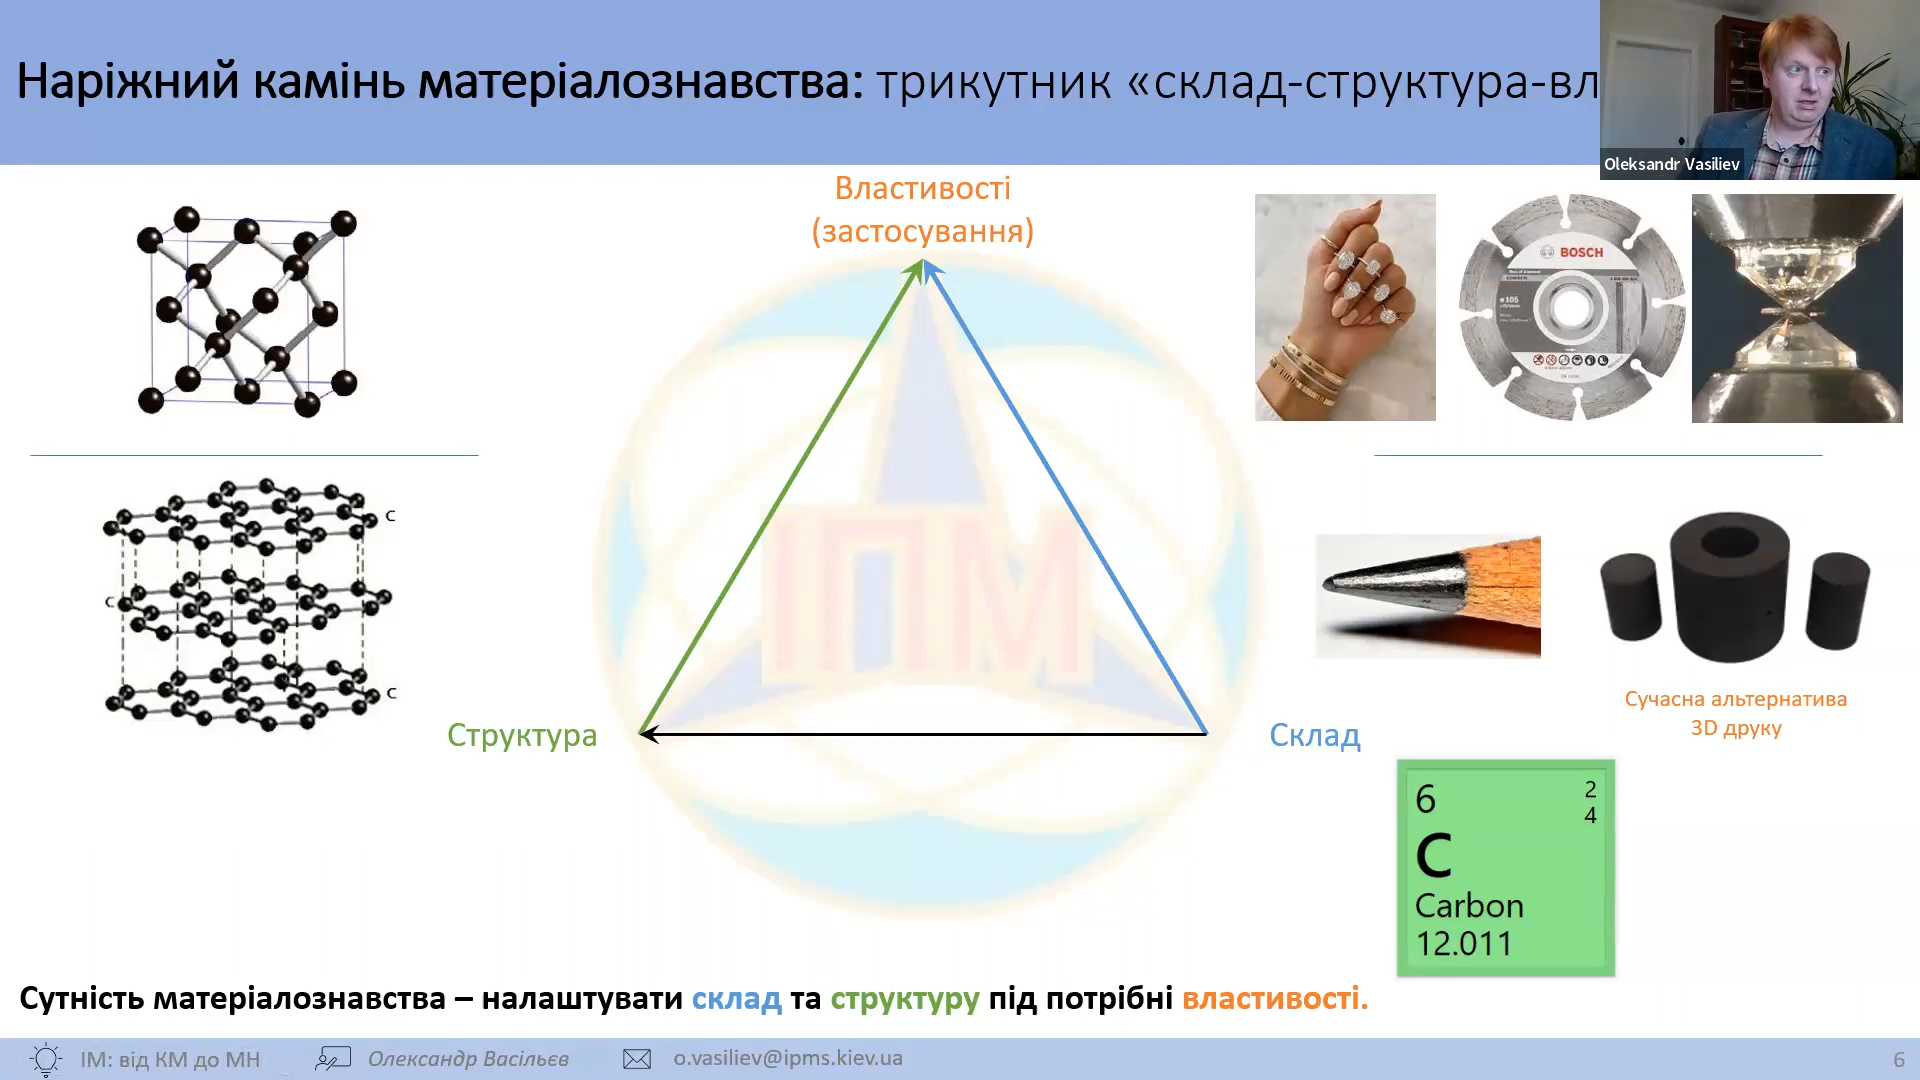 Наріжний камінь матеріалознавства: трикутник «склад-структура-вл
Oleksandr Vasiliev
Властивості
(застосування)
BOSCH
C
C
C
ІПМ
Структура
Склад
Сучасна альтернатива
3D друку
6
2
4
C
Carbon
12.011
Сутність матеріалознавства – налаштувати склад та структуру під потрібні властивості.
ІМ: від КМ до МН
Олександр Васільєв
o.vasiliev@ipms.kiev.ua
6